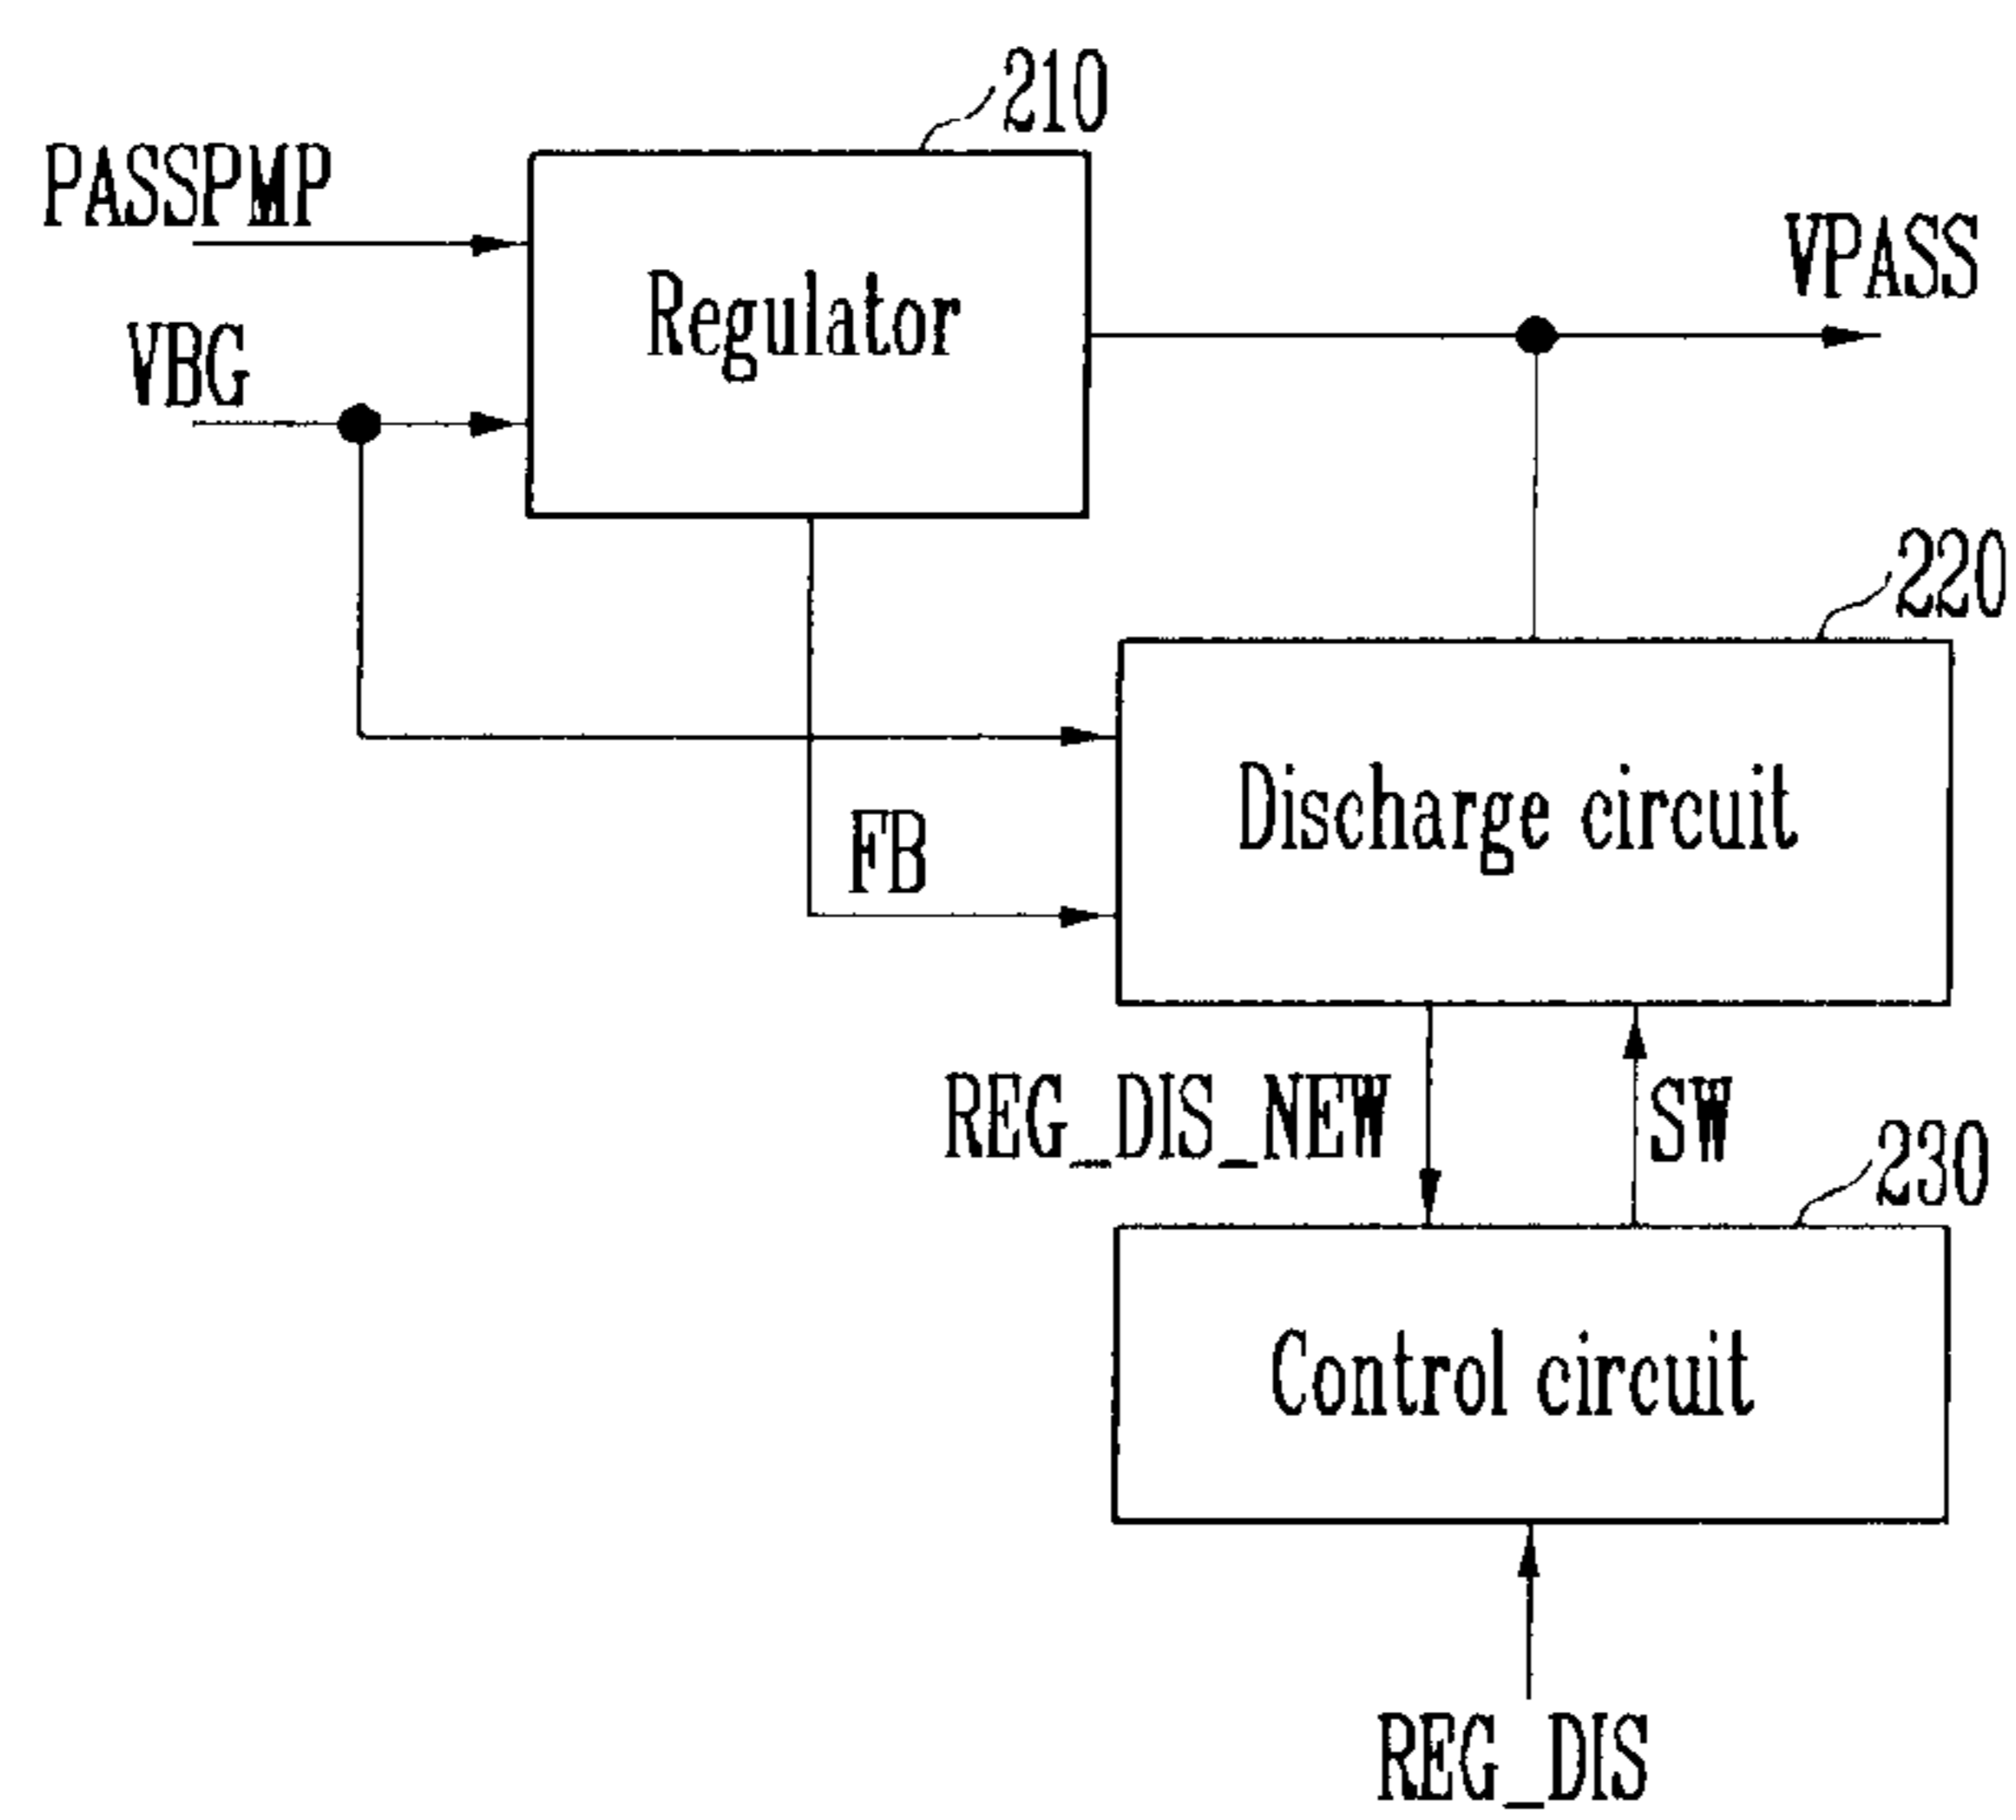 210
PASSPMP
VPASS
Regulator
VBG
220
Discharge circuit
FB
REG_DIS_NEW
SW
230
Control circuit
REG_DIS